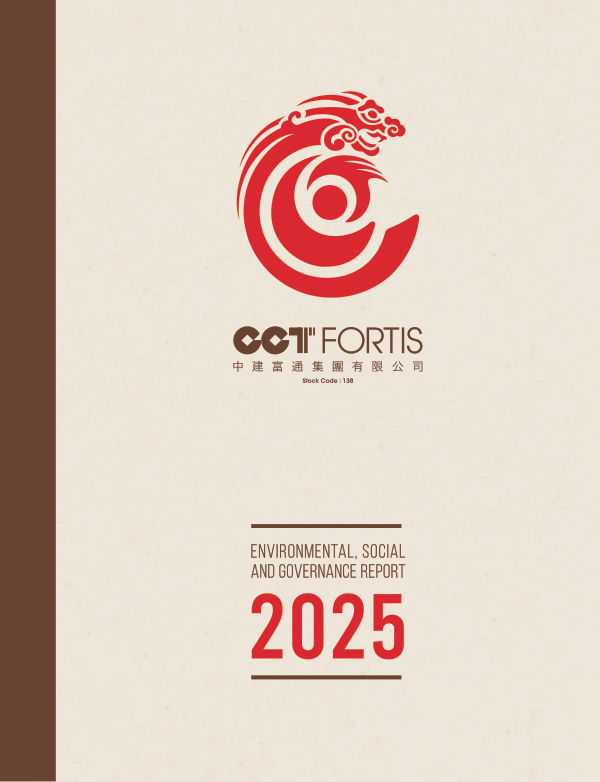 CCT FORTIS
中建富通集團有限公司
Stock Code : 138
ENVIRONMENTAL, SOCIAL
AND GOVERNANCE REPORT
2025